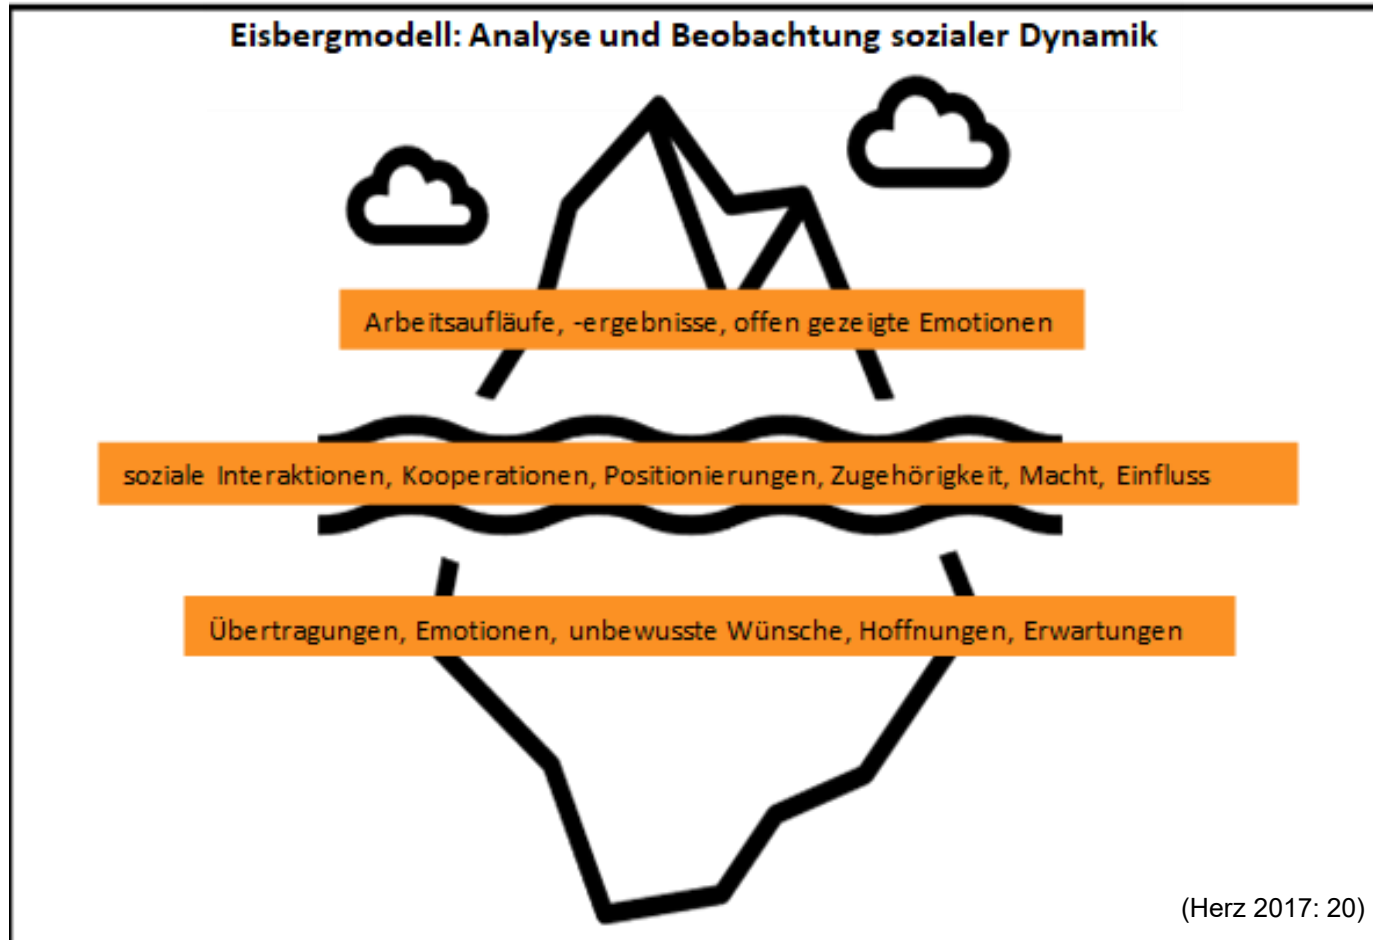 Eisbergmodell: Analyse und Beobachtung sozialer Dynamik
Arbeitsaufläufe, -ergebnisse, offen gezeigte Emotionen
soziale Interaktionen, Kooperationen, Positionierungen, Zugehörigkeit, Macht, Einfluss
Übertragungen, Emotionen, unbewusste Wünsche, Hoffnungen, Erwartungen
(Herz 2017: 20)